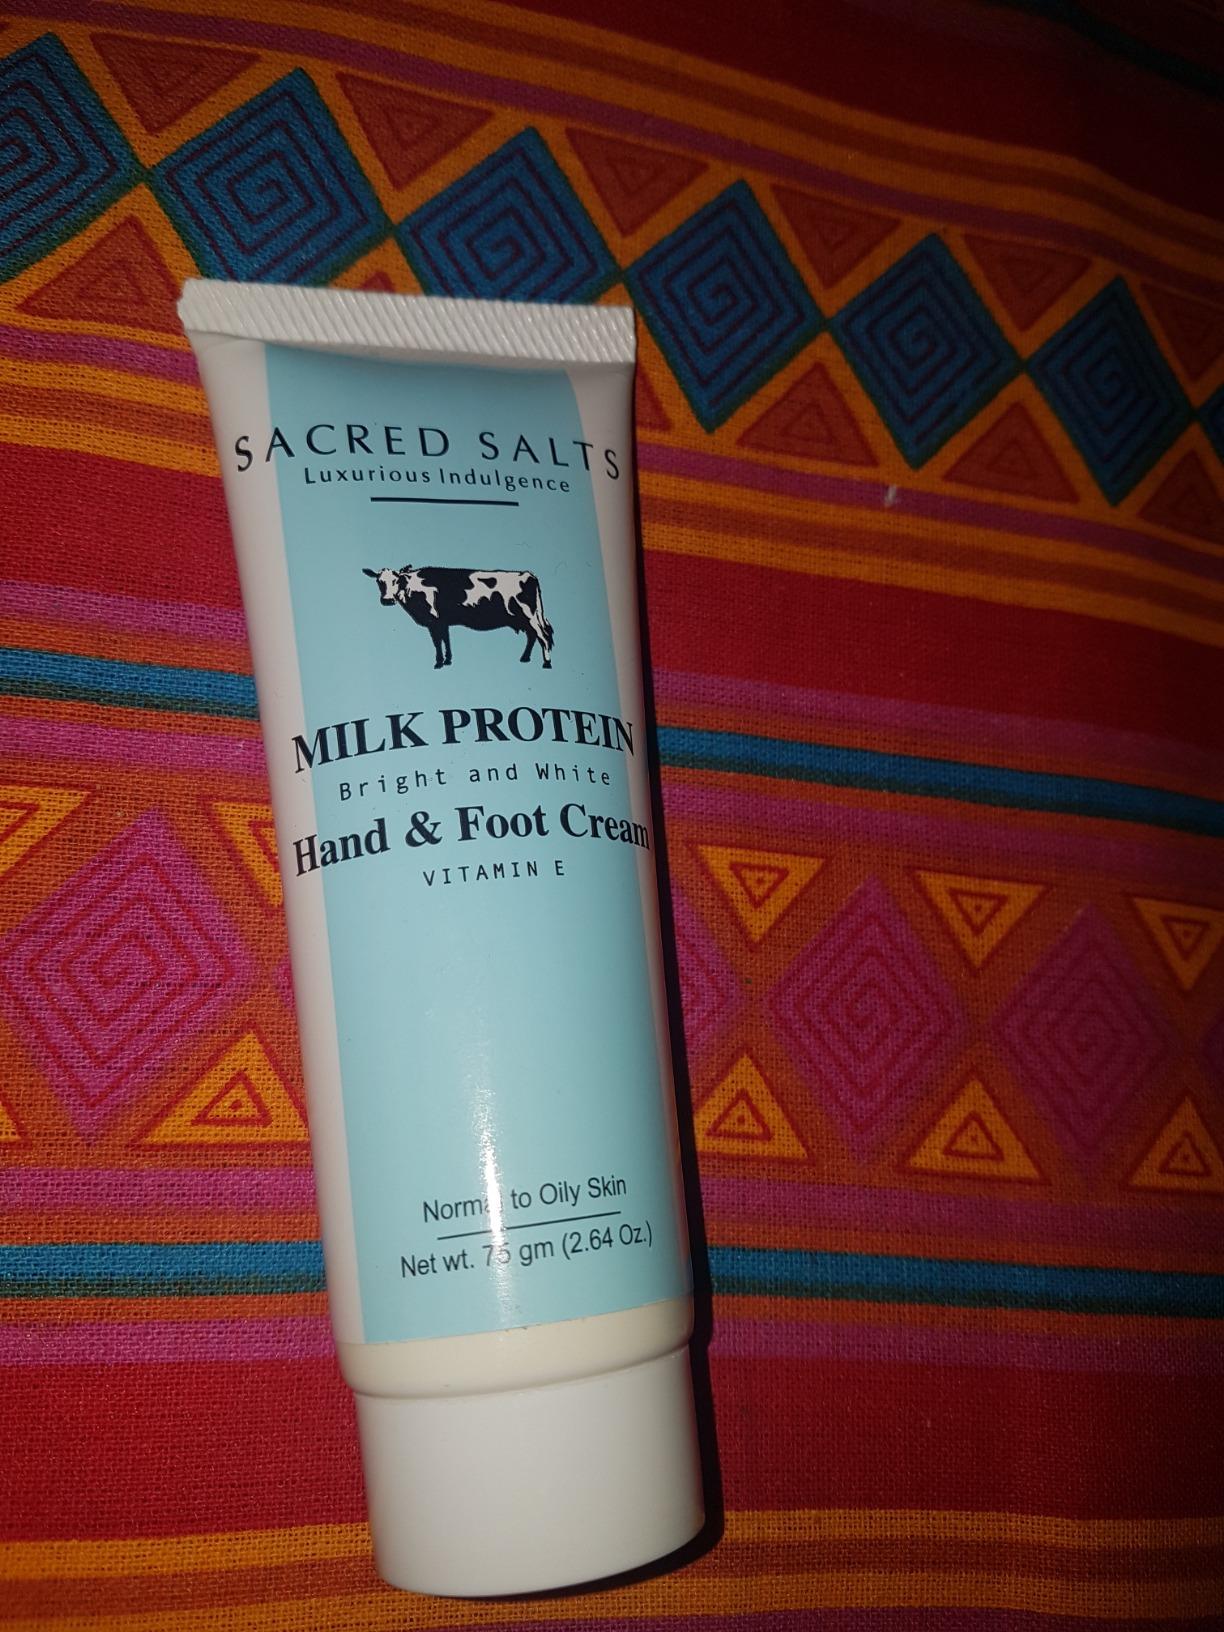 SACRED SALTS
Luxurious Indulgence
MILK PROTEIN
Bright and White
Hand & Foot Cream
VITAMIN E
Normal to Oily Skin
Net wt. 75 gm (2.64 Oz.)